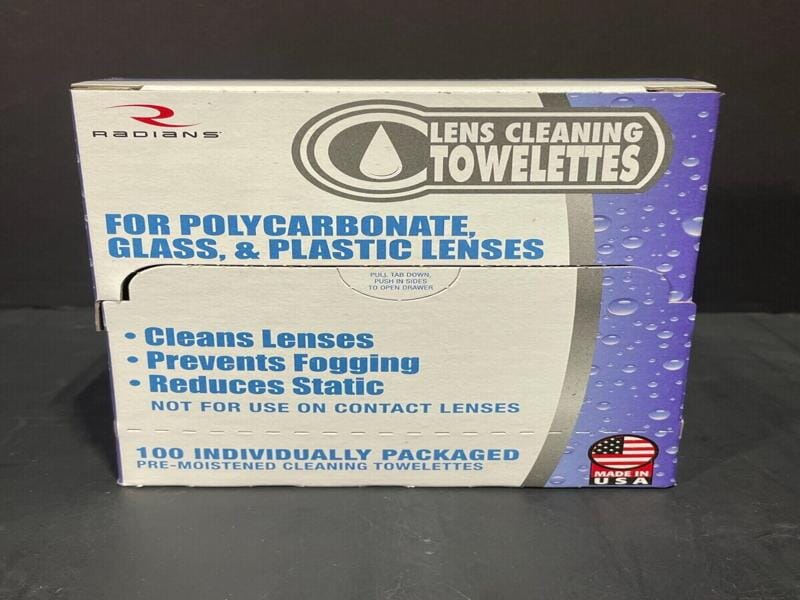 RADIANS
LENS CLEANING
TOWELETTES
FOR POLYCARBONATE,
GLASS, & PLASTIC LENSES
PULL TAB DOWN,
PUSH IN SIDES
TO OPEN DRAWER
• Cleans Lenses
• Prevents Fogging
• Reduces Static
NOT FOR USE ON CONTACT LENSES
100 INDIVIDUALLY PACKAGED
PRE-MOISTENED CLEANING TOWELETTES
MADE IN
USA